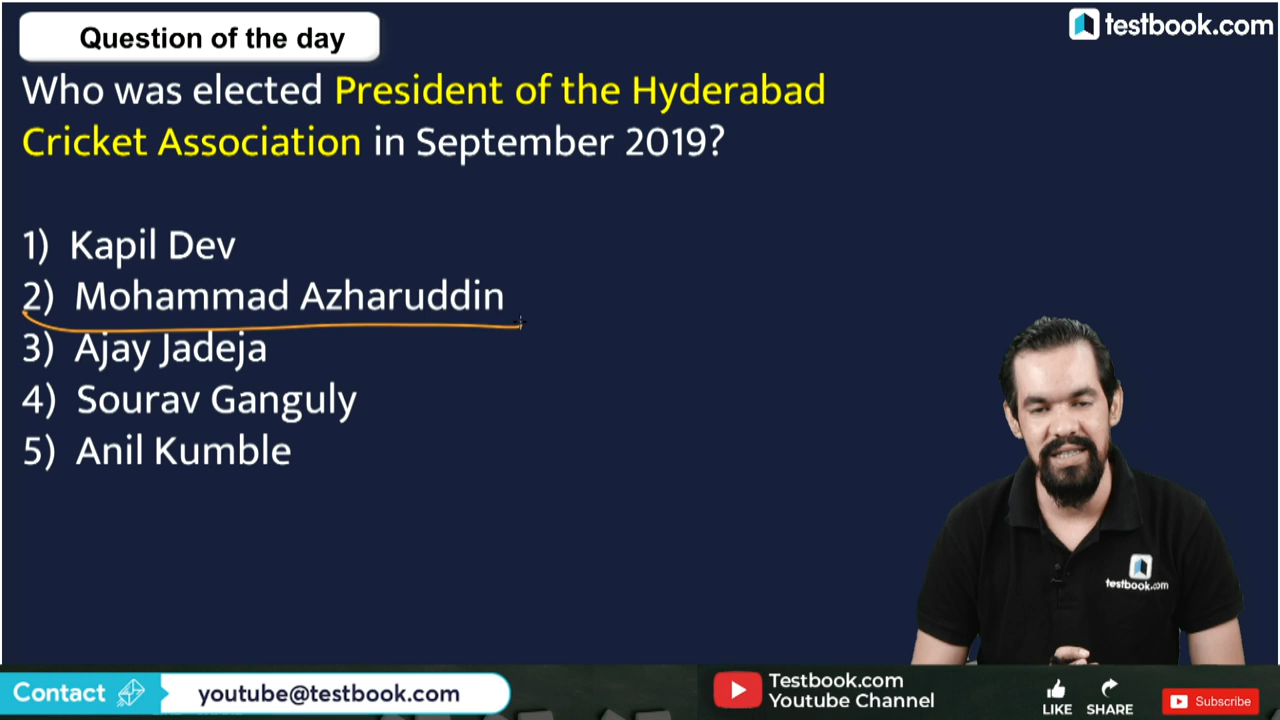 Question of the day
testbook.com
Who was elected President of the Hyderabad
Cricket Association in September 2019?
1) Kapil Dev
2) Mohammad Azharuddin
3) Ajay Jadeja
4) Sourav Ganguly
5) Anil Kumble
testbook.com
Contact
youtube@testbook.com
Testbook.com
Youtube Channel
LIKE
SHARE
Subscribe